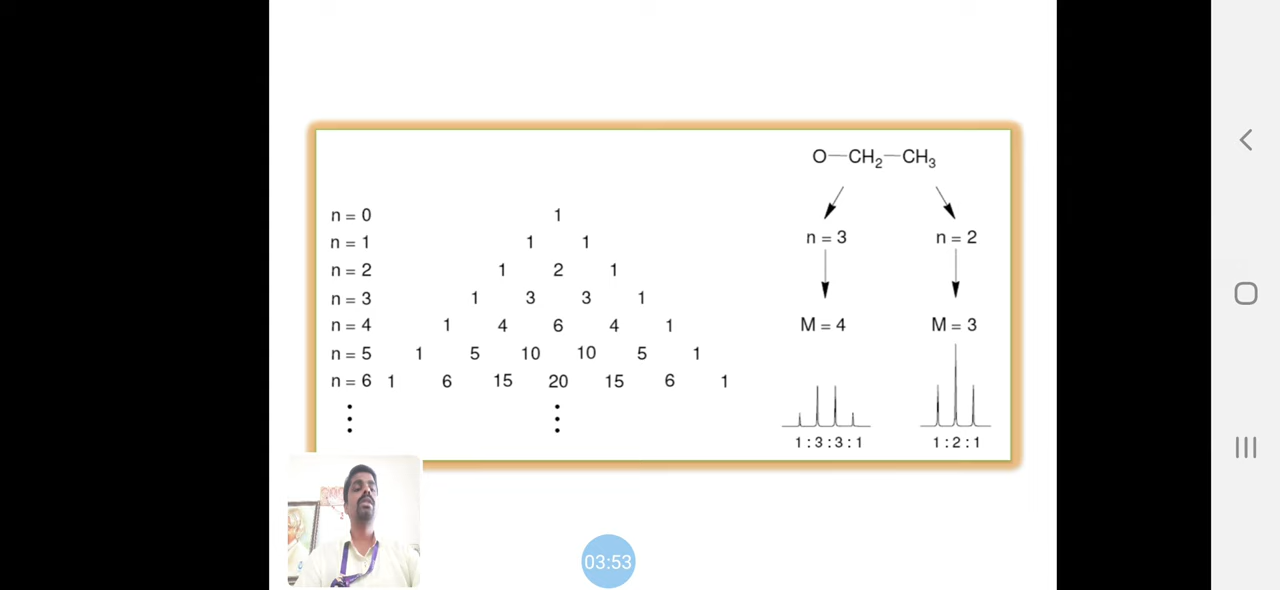 O—CH₂—CH₃
n = 0 1
n = 1 1 1
n = 2 1 2 1
n = 3 1 3 3 1
n = 4 1 4 6 4 1
n = 5 1 5 10 10 5 1
n = 6 1 6 15 20 15 6 1
n = 3 n = 2
M = 4 M = 3
1 : 3 : 3 : 1 1 : 2 : 1
03:53